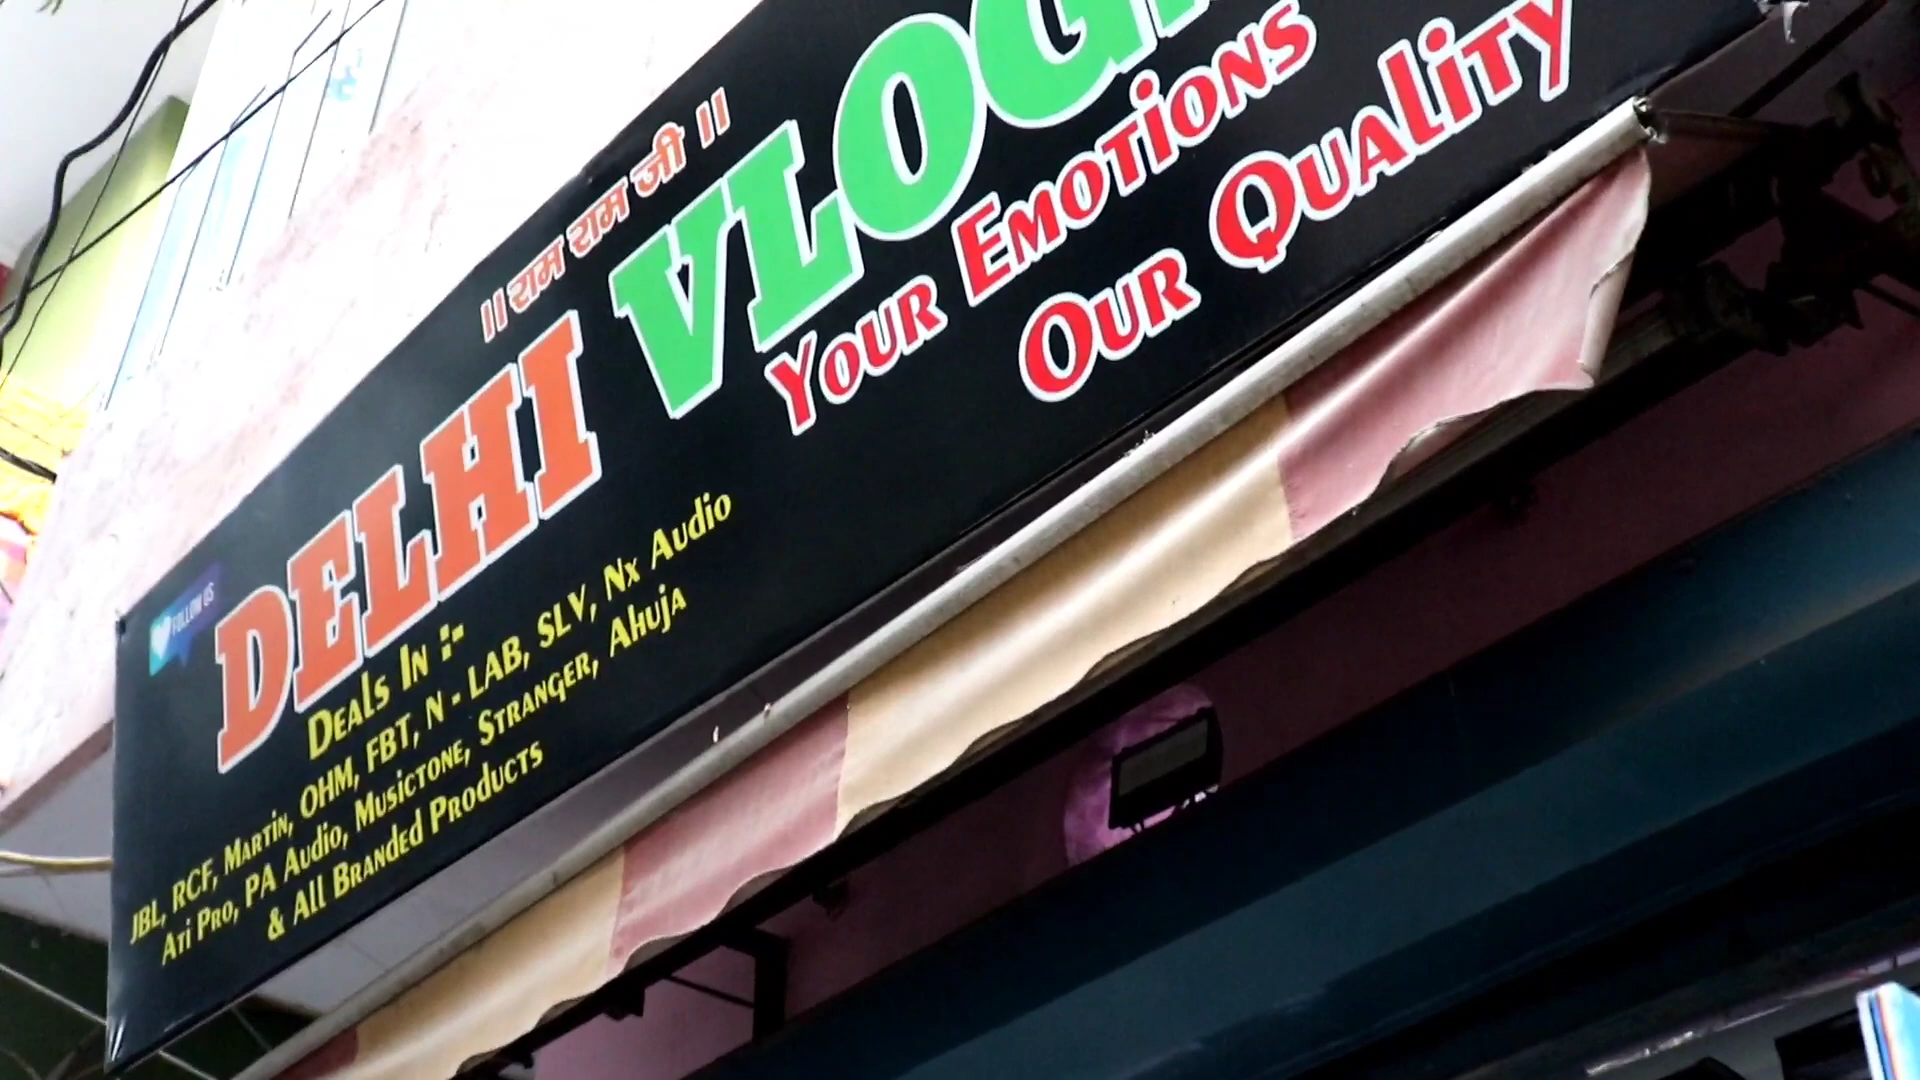 || राम राम जी ||
DELHI
YOUR EMOTIONS
OUR QUALITY
FOLLOW US
DEALS IN :-
JBL, RCF, MARTIN, OHM, FBT, N - LAB, SLV, NX AUDIO
ATI PRO, PA AUDIO, MUSICTONE, STRANGER, AHUJA
& ALL BRANDED PRODUCTS